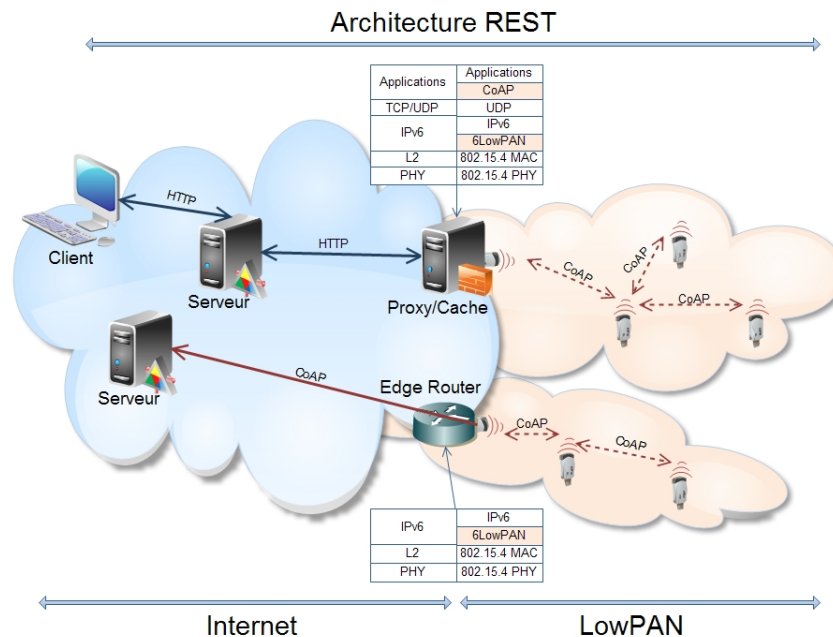 Architecture REST
Applications
Applications
CoAP
TCP/UDP
UDP
IPv6
IPv6
6LowPAN
L2
802.15.4 MAC
PHY
802.15.4 PHY
HTTP
Client
HTTP
Serveur
Proxy/Cache
CoAP
CoAP
CoAP
Serveur
CoAP
Edge Router
CoAP
CoAP
IPv6
IPv6
6LowPAN
L2
802.15.4 MAC
PHY
802.15.4 PHY
Internet
LowPAN